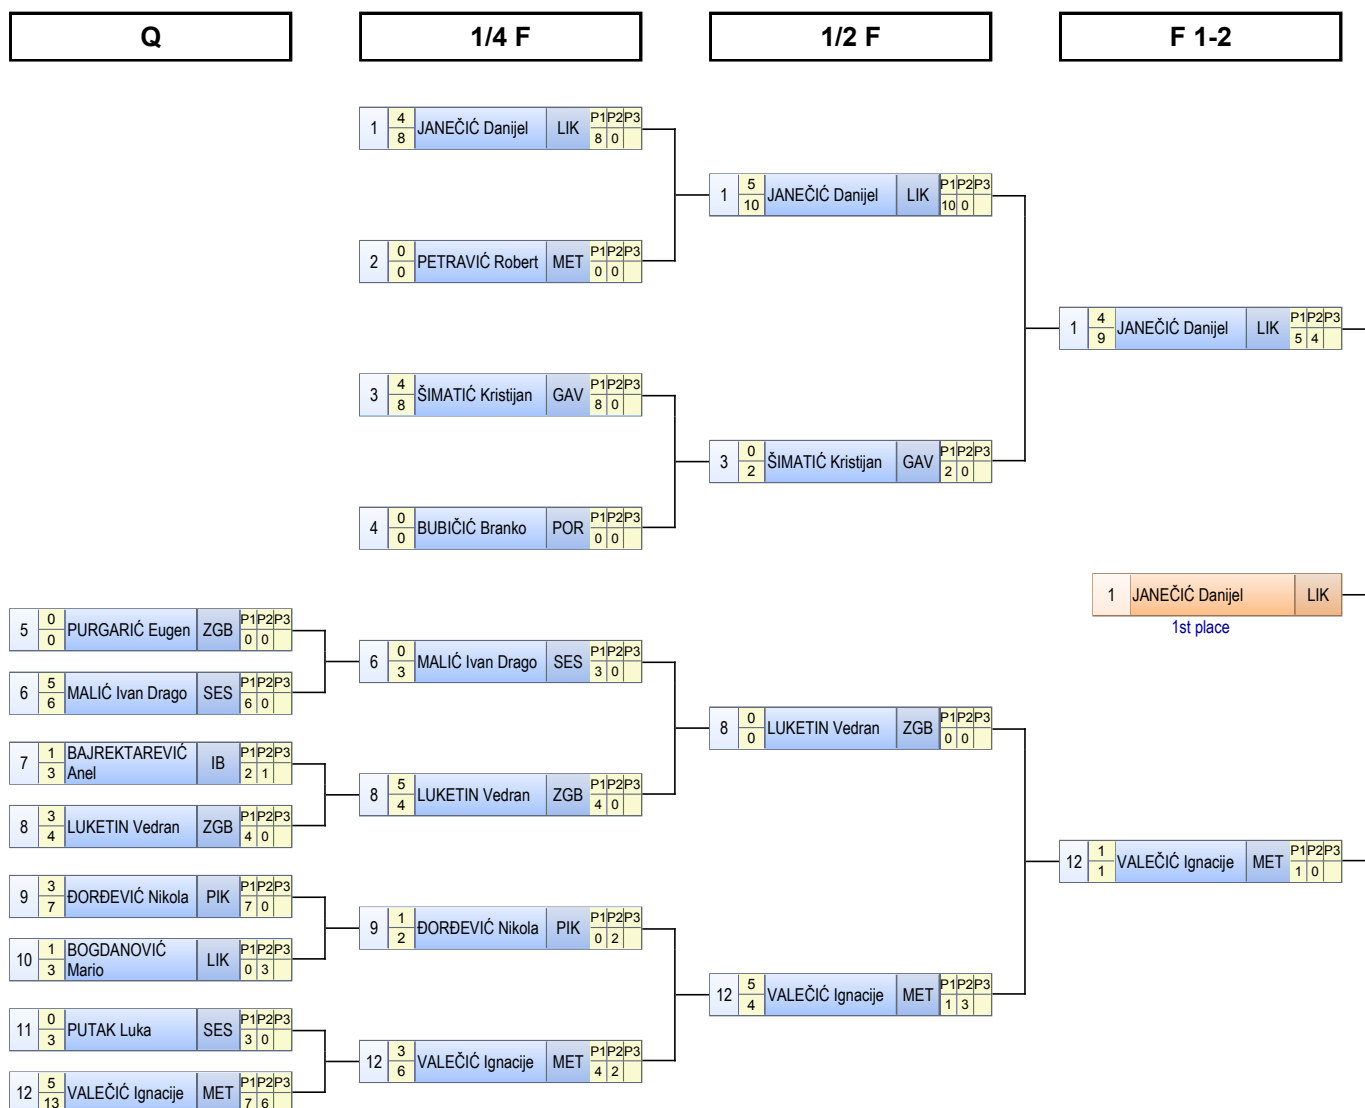 Q
1/4 F
1/2 F
F 1-2
1 4 JANEČIĆ Danijel LIK P1 P2 P3
8 8 0
1 5 JANEČIĆ Danijel LIK P1 P2 P3
10 10 0
2 0 PETRAVIĆ Robert MET P1 P2 P3
0 0 0
1 4 JANEČIĆ Danijel LIK P1 P2 P3
9 5 4
3 4 ŠIMATIĆ Kristijan GAV P1 P2 P3
8 8 0
3 0 ŠIMATIĆ Kristijan GAV P1 P2 P3
2 2 0
4 0 BUBIČIĆ Branko POR P1 P2 P3
0 0 0
1 JANEČIĆ Danijel LIK
1st place
5 0 PURGARIĆ Eugen ZGB P1 P2 P3
0 0 0
6 0 MALIĆ Ivan Drago SES P1 P2 P3
3 3 0
6 5 MALIĆ Ivan Drago SES P1 P2 P3
6 6 0
8 0 LUKETIN Vedran ZGB P1 P2 P3
0 0 0
7 1 BAJREKTAREVIĆ IB P1 P2 P3
3 Anel 2 1
8 5 LUKETIN Vedran ZGB P1 P2 P3
4 4 0
8 3 LUKETIN Vedran ZGB P1 P2 P3
4 4 0
12 1 VALEČIĆ Ignacije MET P1 P2 P3
1 1 0
9 3 ĐORĐEVIĆ Nikola PIK P1 P2 P3
7 7 0
9 1 ĐORĐEVIĆ Nikola PIK P1 P2 P3
2 0 2
10 1 BOGDANOVIĆ LIK P1 P2 P3
3 Mario 0 3
12 5 VALEČIĆ Ignacije MET P1 P2 P3
4 1 3
11 0 PUTAK Luka SES P1 P2 P3
3 3 0
12 3 VALEČIĆ Ignacije MET P1 P2 P3
6 4 2
12 5 VALEČIĆ Ignacije MET P1 P2 P3
13 7 6